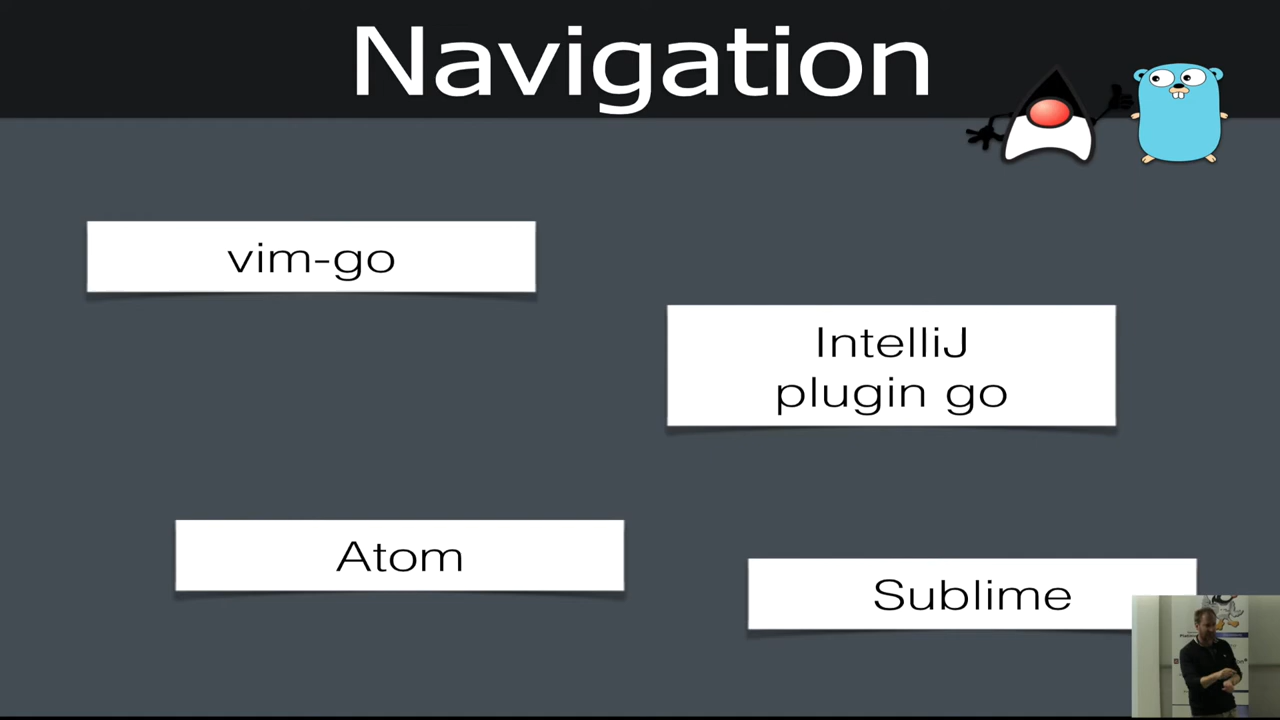 Navigation
vim-go
IntelliJ
plugin go
Atom
Sublime